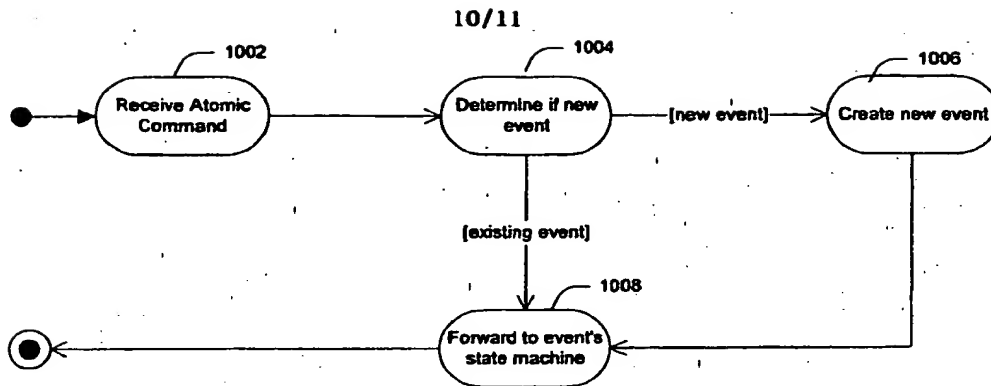 10/11
1002
1004
1006
Receive Atomic
Command
Determine if new
event
[new event]
Create new event
[existing event]
1008
Forward to event's
state machine